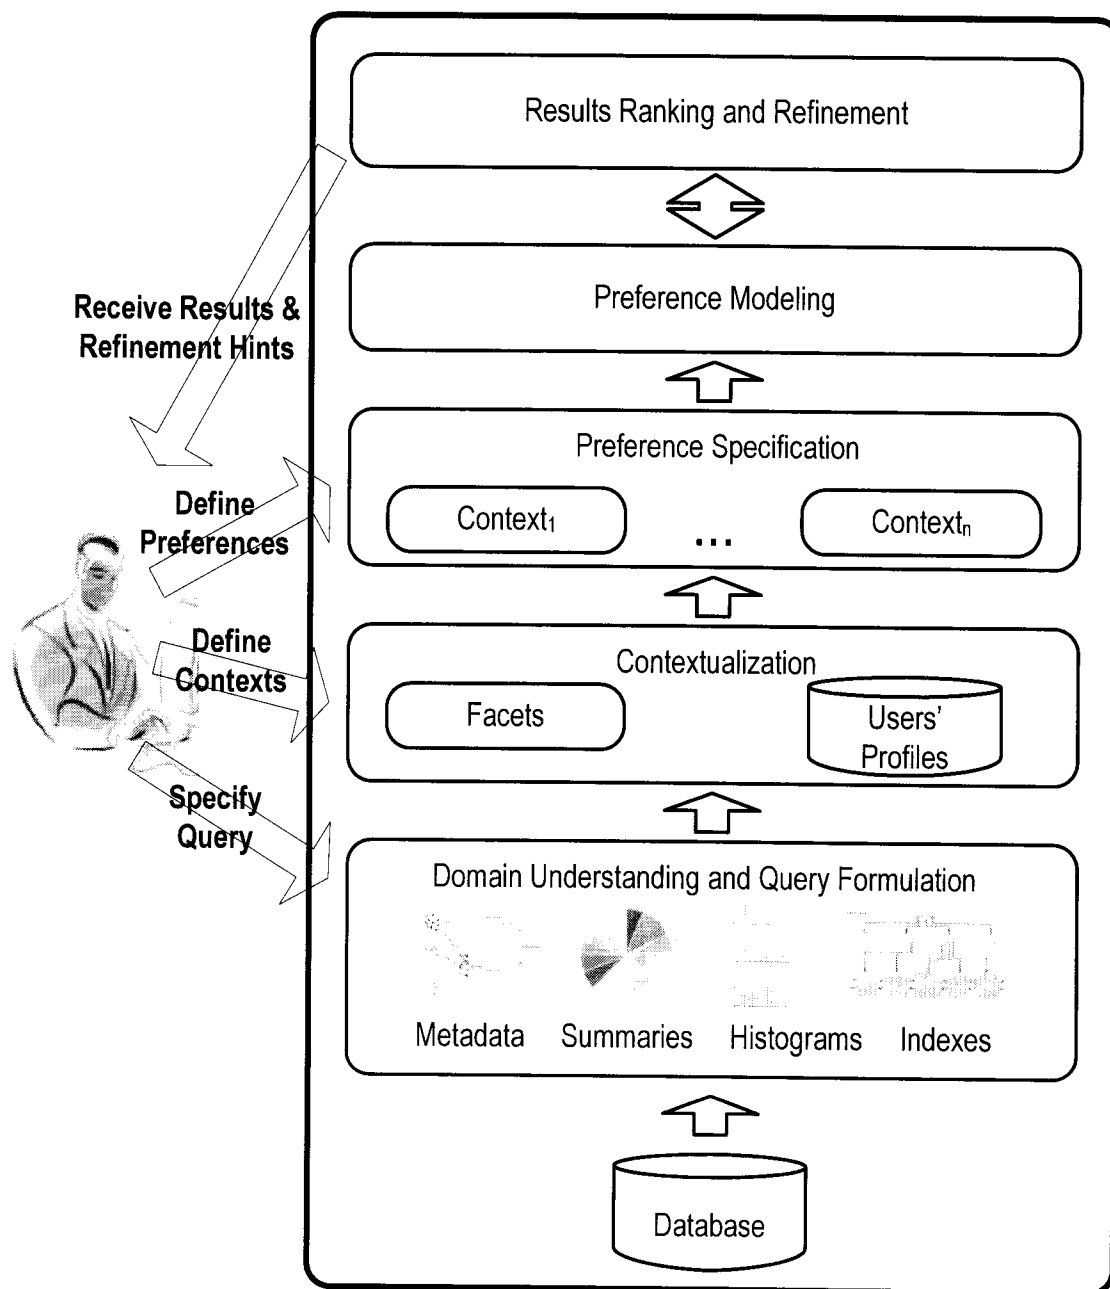 Results Ranking and Refinement
Preference Modeling
Receive Results &
Refinement Hints
Preference Specification
Context1
...
Contextn
Define
Preferences
Define
Contexts
Contextualization
Facets
Users'
Profiles
Specify
Query
Domain Understanding and Query Formulation
Metadata
Summaries
Histograms
Indexes
Database